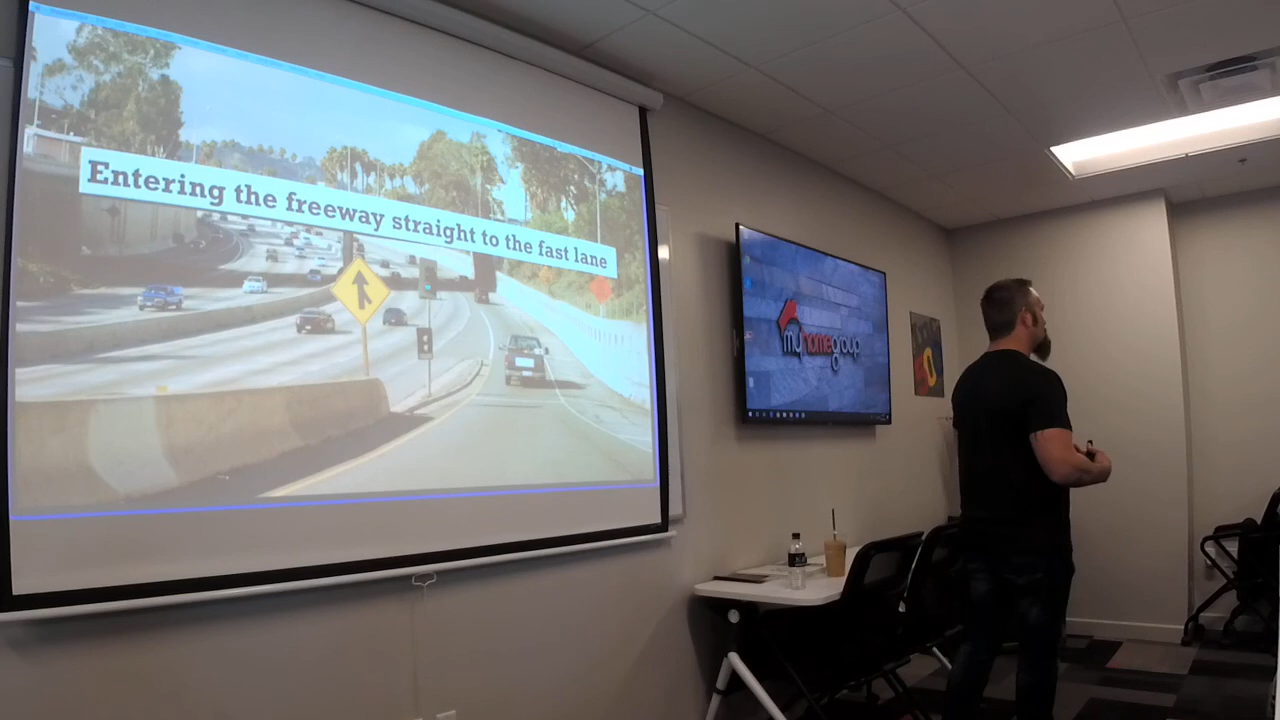 Entering the freeway straight to the fast lane
myhomegroup